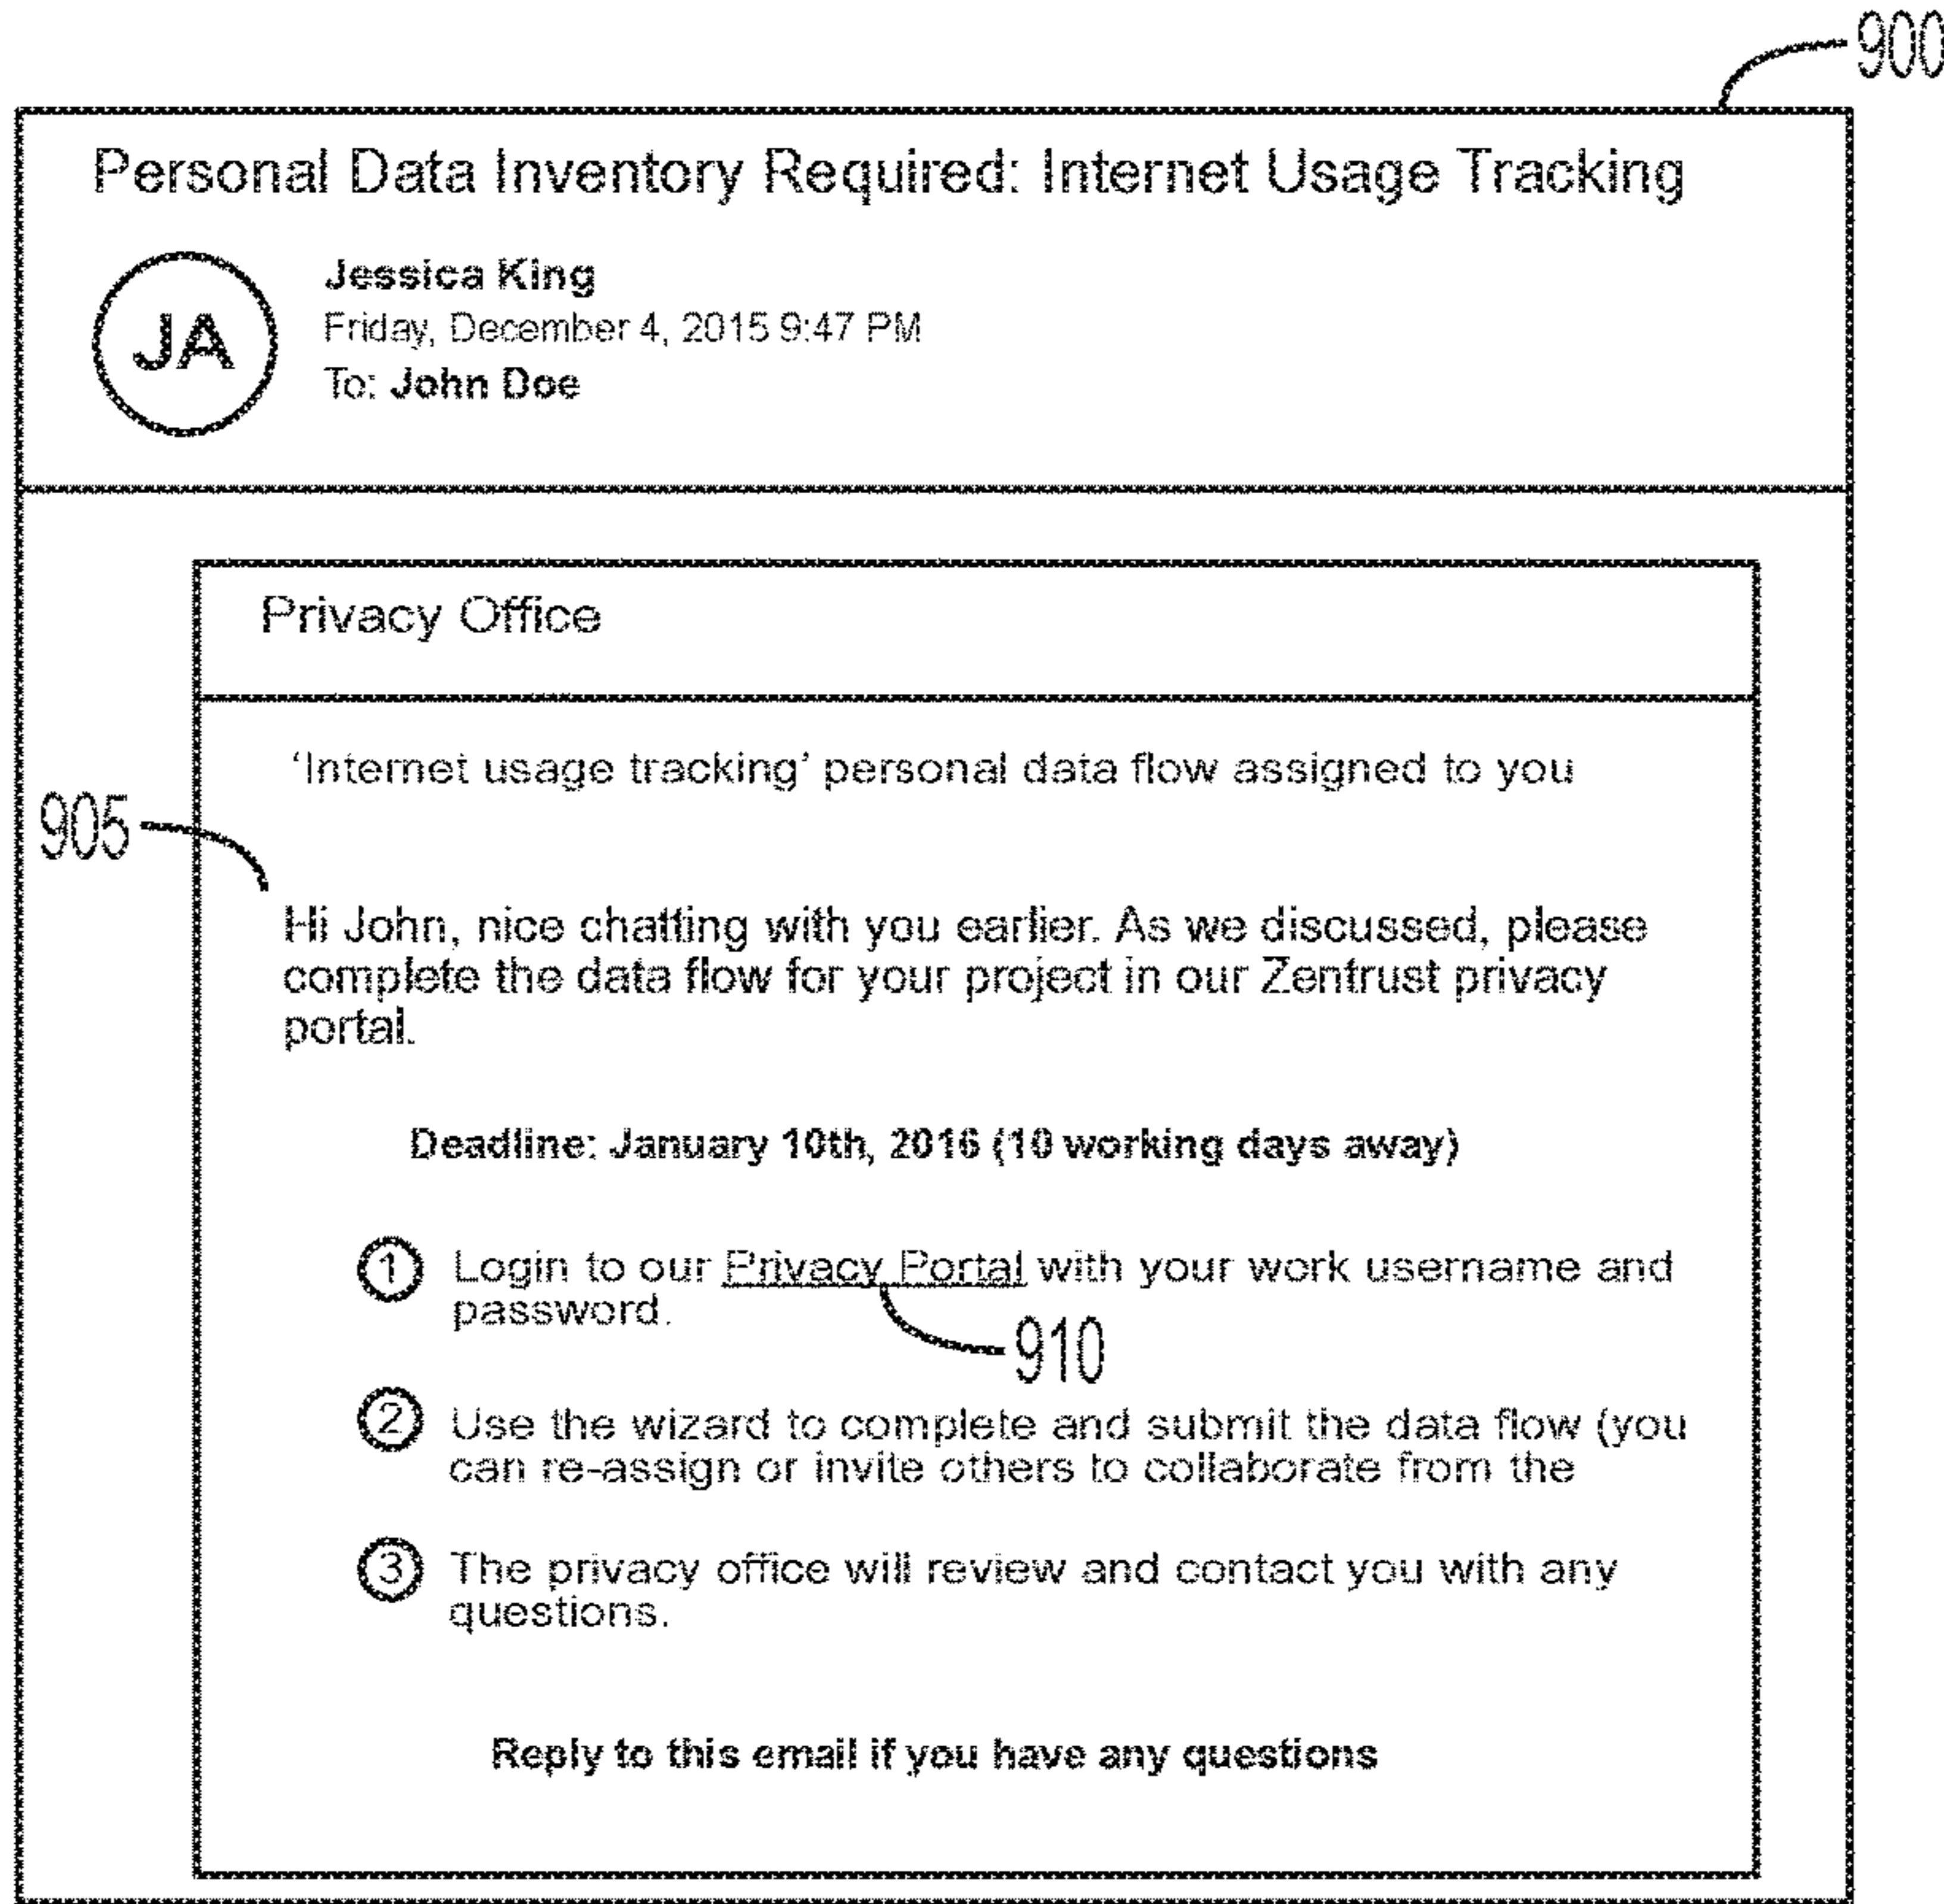 900
Personal Data Inventory Required: Internet Usage Tracking
JA
Jessica King
Friday, December 4, 2015 9:47 PM
To: John Doe
Privacy Office
‘Internet usage tracking’ personal data flow assigned to you
905
Hi John, nice chatting with you earlier. As we discussed, please
complete the data flow for your project in our Zentrust privacy
portal.
Deadline: January 10th, 2016 (10 working days away)
1 Login to our Privacy Portal with your work username and
password.
910
2 Use the wizard to complete and submit the data flow (you
can re-assign or invite others to collaborate from the
3 The privacy office will review and contact you with any
questions.
Reply to this email if you have any questions